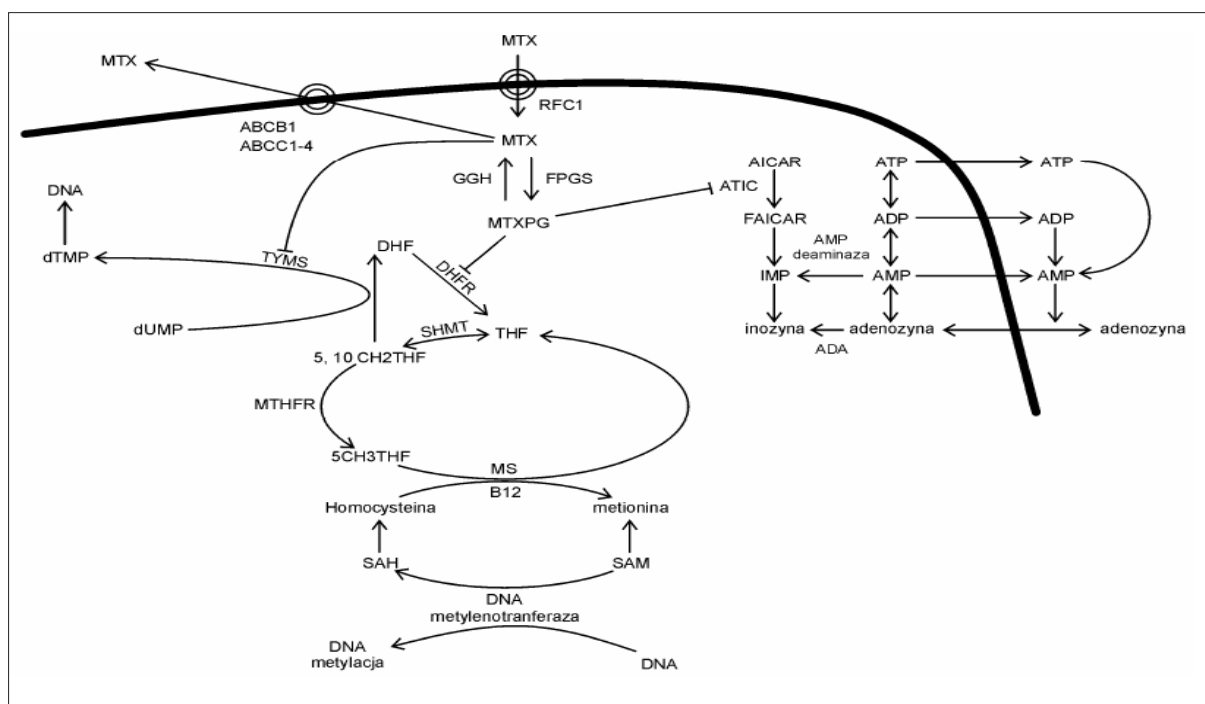 MTX
MTX
RFC1
ABCB1
ABCC1-4
MTX
GGH
FPGS
MTXPG
ATIC
AICAR
FAICAR
AMP
deaminaza
IMP
inozyna
ADA
ATP
ADP
AMP
adenozyna
ATP
ADP
AMP
adenozyna
DNA
dTMP
TYMS
dUMP
DHF
DHFR
SHMT
THF
5, 10 CH2THF
MTHFR
5CH3THF
MS
B12
Homocysteina
metionina
SAH
SAM
DNA
metylenotranferaza
DNA
metylacja
DNA